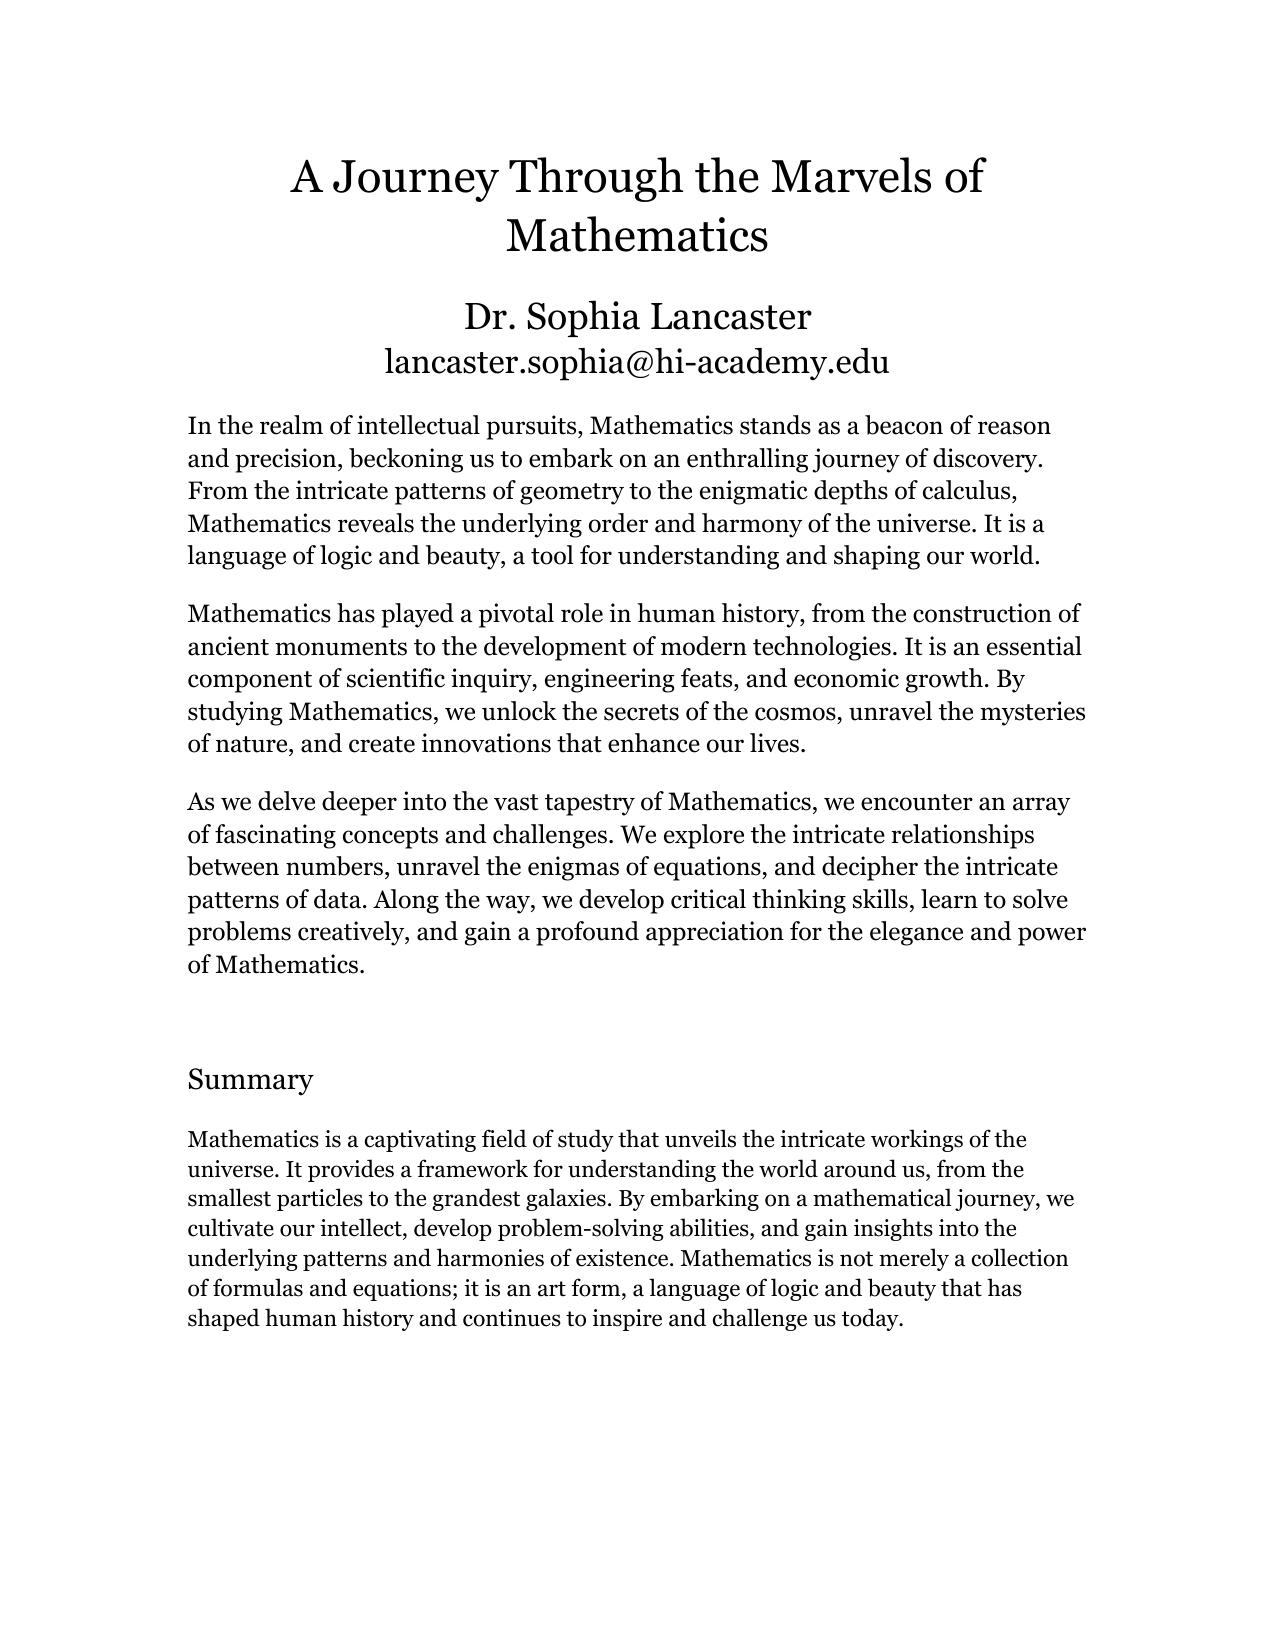 A Journey Through the Marvels of
Mathematics
Dr. Sophia Lancaster
lancaster.sophia@hi-academy.edu
In the realm of intellectual pursuits, Mathematics stands as a beacon of reason
and precision, beckoning us to embark on an enthralling journey of discovery.
From the intricate patterns of geometry to the enigmatic depths of calculus,
Mathematics reveals the underlying order and harmony of the universe. It is a
language of logic and beauty, a tool for understanding and shaping our world.
Mathematics has played a pivotal role in human history, from the construction of
ancient monuments to the development of modern technologies. It is an essential
component of scientific inquiry, engineering feats, and economic growth. By
studying Mathematics, we unlock the secrets of the cosmos, unravel the mysteries
of nature, and create innovations that enhance our lives.
As we delve deeper into the vast tapestry of Mathematics, we encounter an array
of fascinating concepts and challenges. We explore the intricate relationships
between numbers, unravel the enigmas of equations, and decipher the intricate
patterns of data. Along the way, we develop critical thinking skills, learn to solve
problems creatively, and gain a profound appreciation for the elegance and power
of Mathematics.
Summary
Mathematics is a captivating field of study that unveils the intricate workings of the
universe. It provides a framework for understanding the world around us, from the
smallest particles to the grandest galaxies. By embarking on a mathematical journey, we
cultivate our intellect, develop problem-solving abilities, and gain insights into the
underlying patterns and harmonies of existence. Mathematics is not merely a collection
of formulas and equations; it is an art form, a language of logic and beauty that has
shaped human history and continues to inspire and challenge us today.